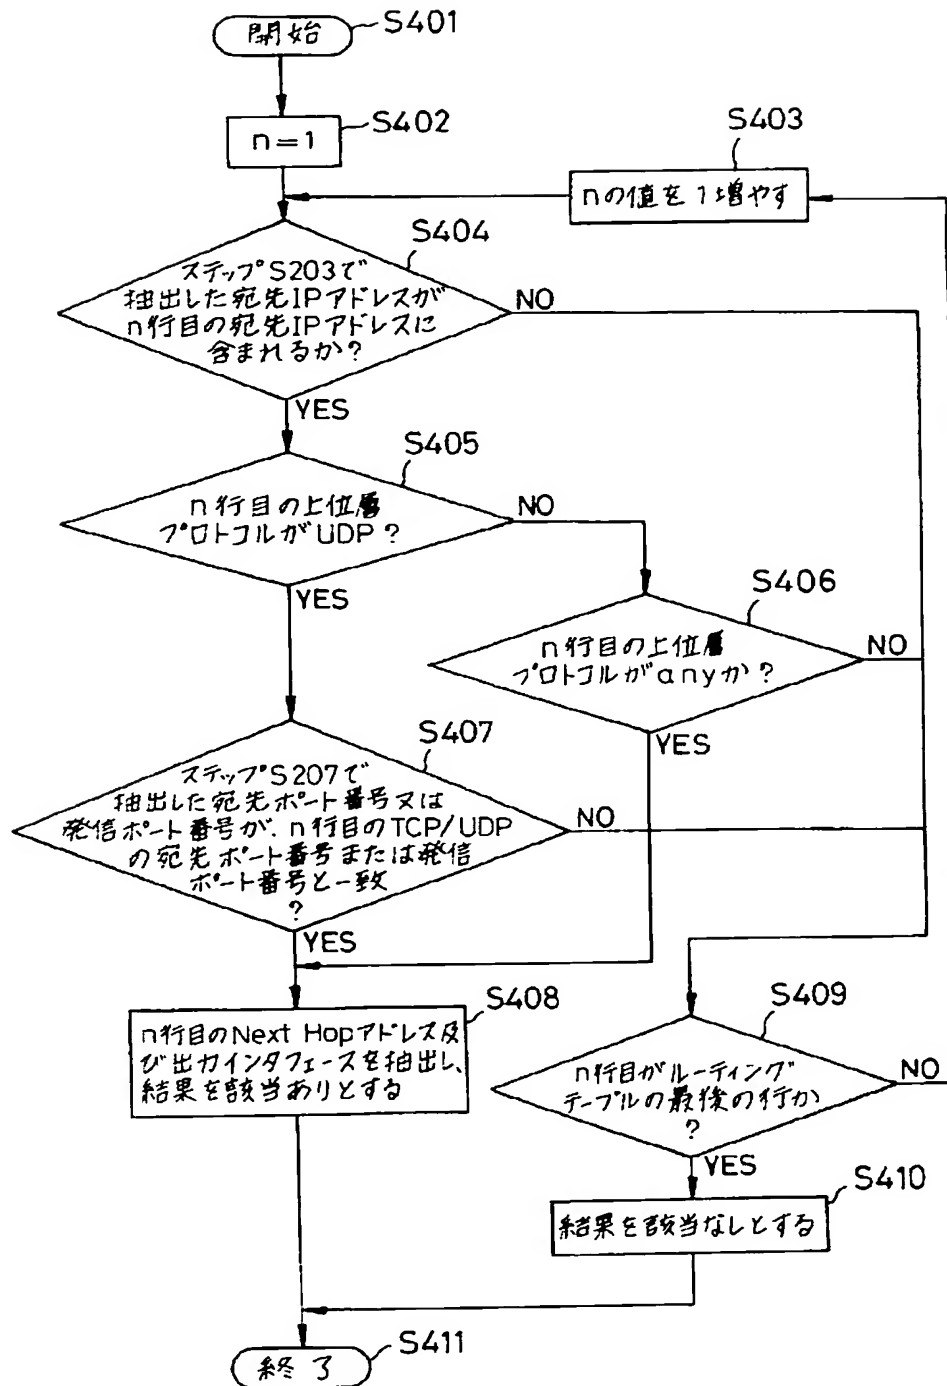 開始
S401
n=1
S402
S403
nの値を1増やす
S404
ステップS203で
抽出した宛先IPアドレスが
n行目の宛先IPアドレスに
含まれるか?
NO
YES
S405
n行目の上位層
プロトコルがUDP?
NO
YES
S406
n行目の上位層
プロトコルがanyか?
NO
YES
S407
ステップS207で
抽出した宛先ポート番号又は
発信ポート番号が、n行目のTCP/UDP
の宛先ポート番号または発信
ポート番号と一致
?
NO
YES
S408
n行目のNext Hopアドレス及
び出力インタフェースを抽出し、
結果を該当ありとする
S409
n行目がルーティング
テーブルの最後の行か
?
NO
YES
S410
結果を該当なしとする
S411
終了